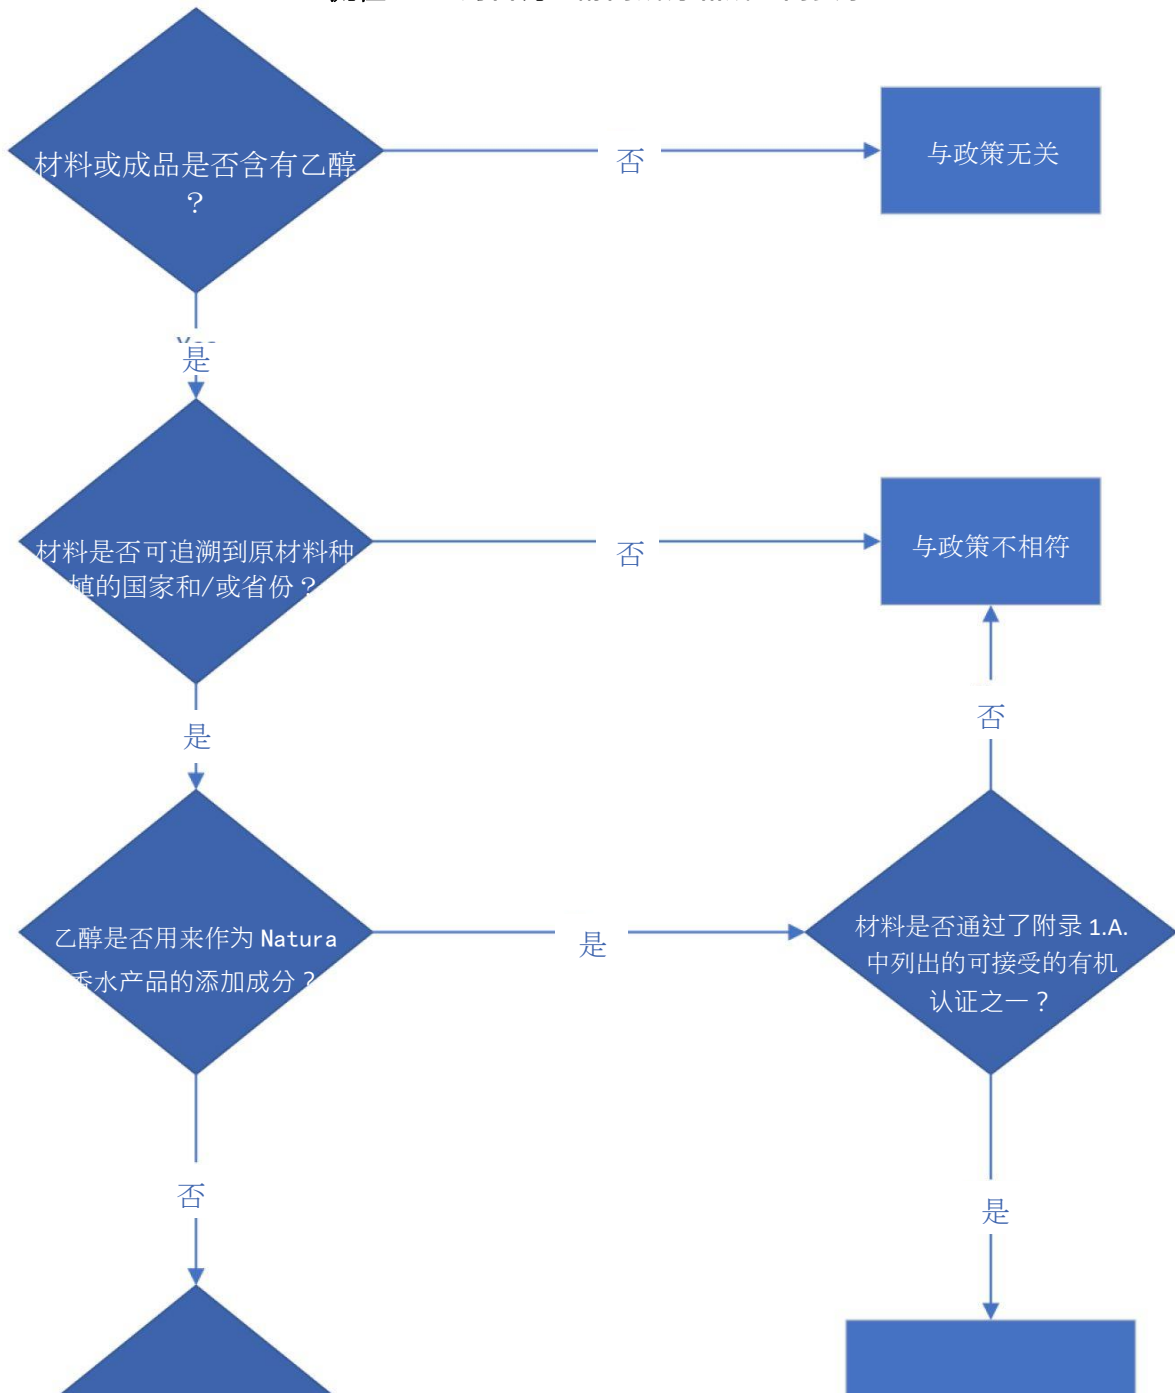 材料或成品是否含有乙醇
?
否
与政策无关
是
材料是否可追溯到原材料种
植的国家和/或省份?
否
与政策不相符
是
否
乙醇是否用来作为 Natura
香水产品的添加成分?
是
材料是否通过了附录 1.A.
中列出的可接受的有机
认证之一?
否
是